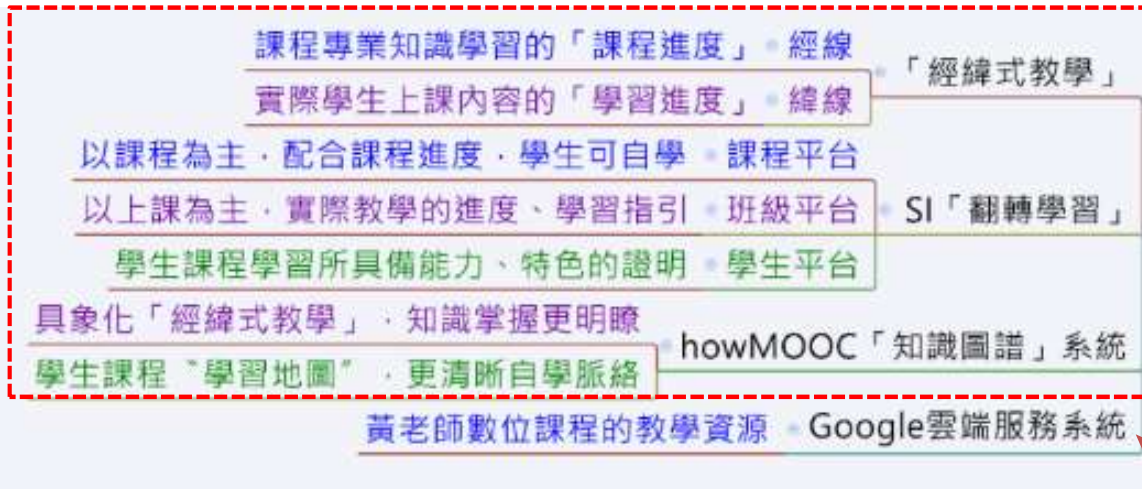 課程專業知識學習的「課程進度」 經線
「經緯式教學」
實際學生上課內容的「學習進度」 緯線
以課程為主，配合課程進度，學生可自學 課程平台
以上課為主，實際教學的進度、學習指引 班級平台 SI「翻轉學習」
學生課程學習所具備能力、特色的證明 學生平台
具象化「經緯式教學」，知識掌握更明瞭
howMOOC「知識圖譜」系統
學生課程〝學習地圖〞，更清晰自學脈絡
黃老師數位課程的教學資源 Google雲端服務系統